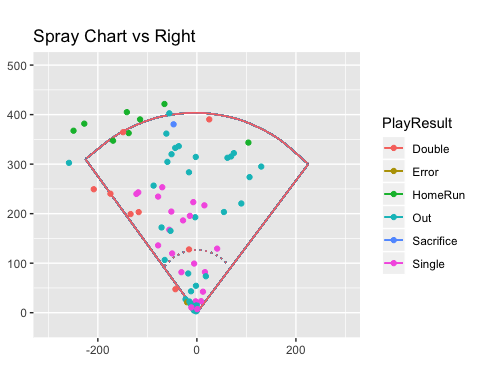 Spray Chart vs Right
500
400
300
200
100
0
-200
0
200
PlayResult
Double
Error
HomeRun
Out
Sacrifice
Single